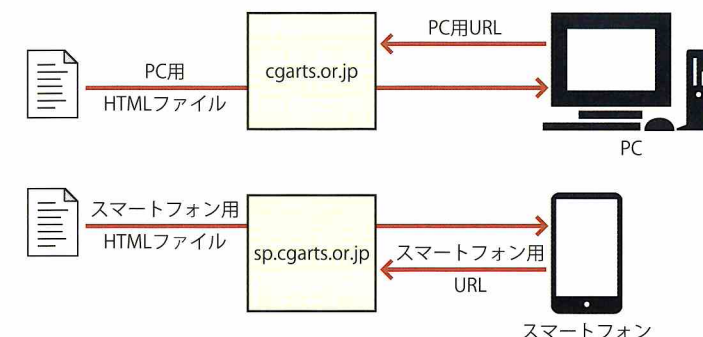 PC用URL
PC用
HTMLファイル
cgarts.or.jp
PC
スマートフォン用
HTMLファイル
sp.cgarts.or.jp
スマートフォン用
URL
スマートフォン